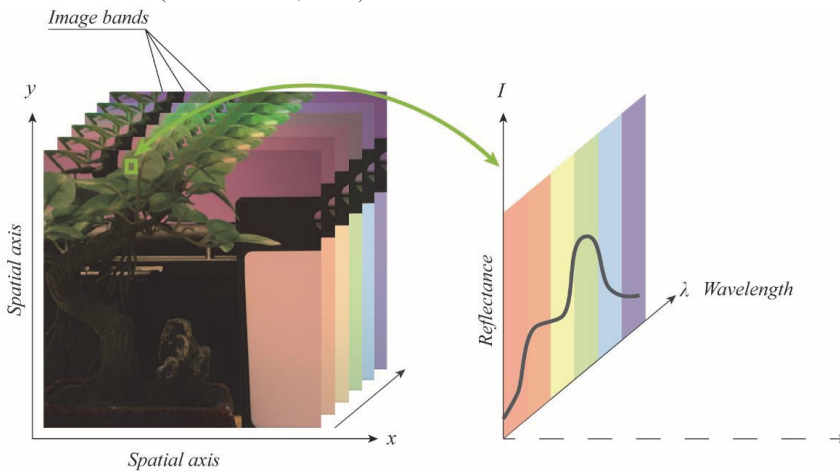 Image bands
y
Spatial axis
x
Spatial axis
I
Reflectance
λ Wavelength